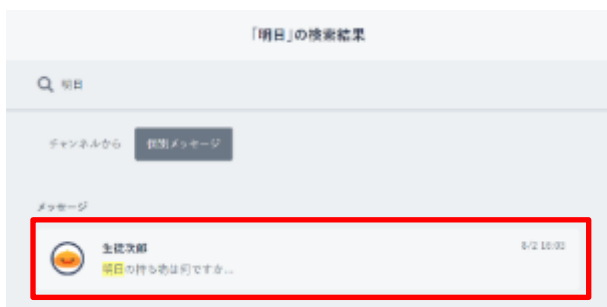 「明日」の検索結果
明日
チャンネルから
個別メッセージ
メッセージ
生徒次郎
8/2 18:03
明日の持ち物は何ですか...